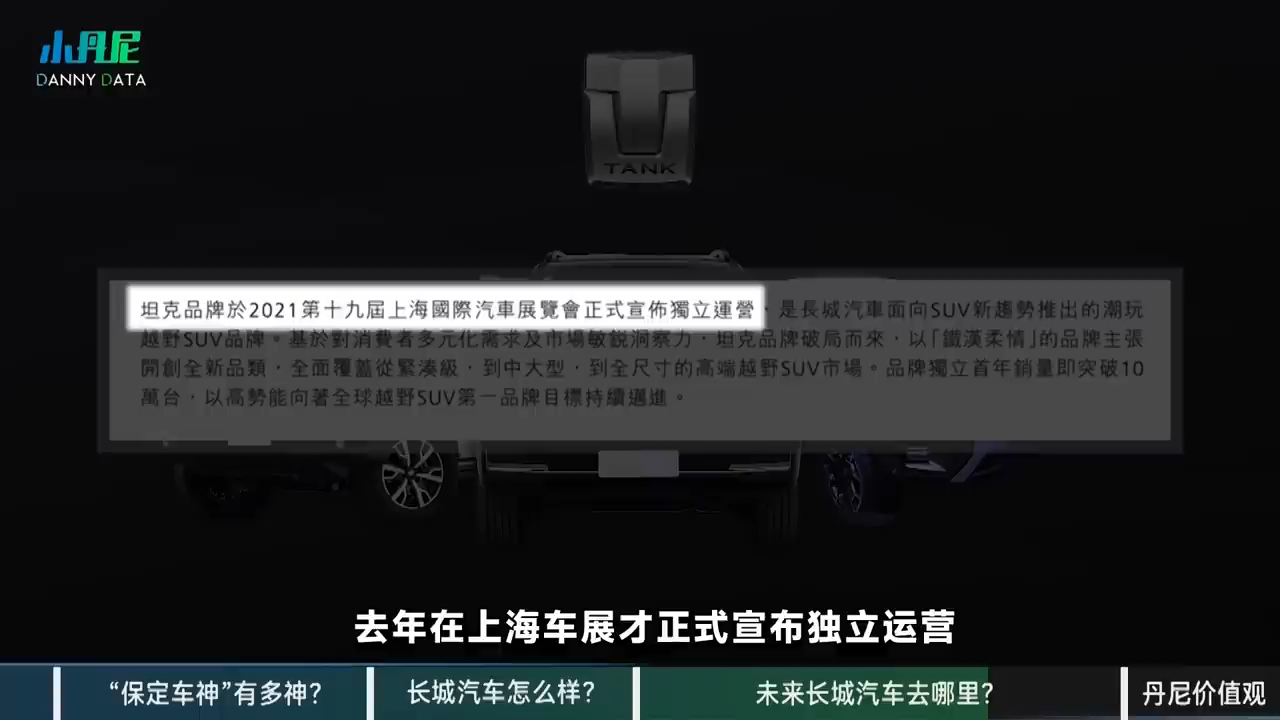 小丹尼
DANNY DATA
TANK
坦克品牌於2021第十九屆上海國際汽車展覽會正式宣佈獨立運營，是長城汽車面向SUV新趨勢推出的潮玩
越野SUV品牌。基於對消費者多元化需求及市場敏銳洞察力，坦克品牌破局而來，以「鐵漢柔情」的品牌主張
開創全新品類，全面覆蓋從緊湊級，到中大型，到全尺寸的高端越野SUV市場。品牌獨立首年銷量即突破10
萬台，以高勢能向著全球越野SUV第一品牌目標持續邁進。
去年在上海车展才正式宣布独立运营
“保定车神”有多神？
长城汽车怎么样？
未来长城汽车去哪里？
丹尼价值观